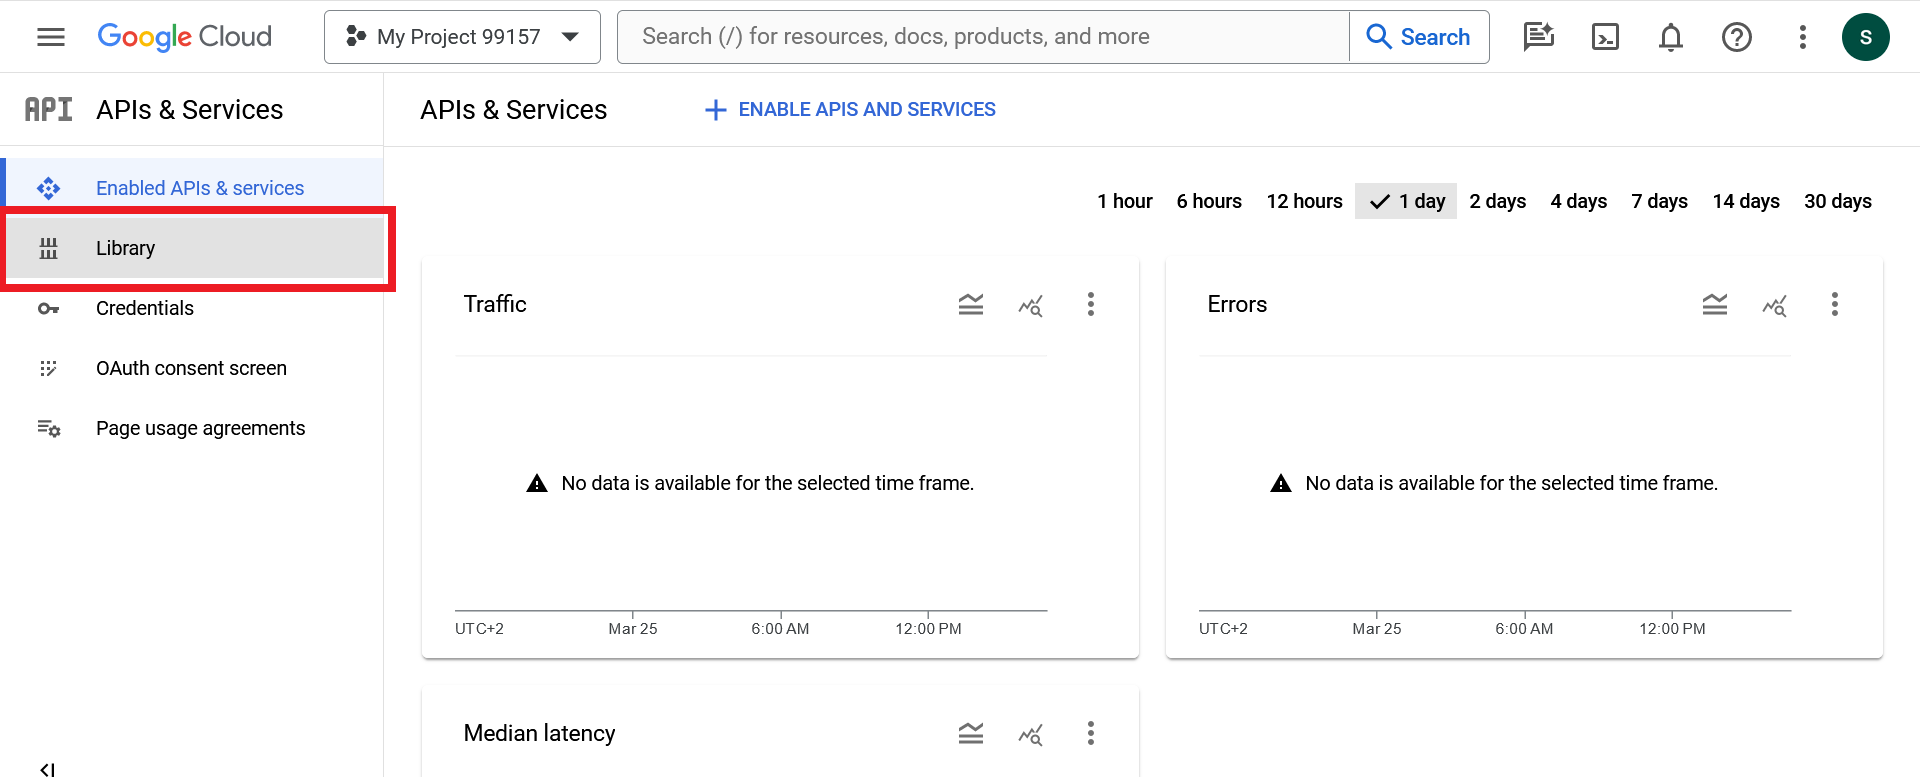 Google Cloud
My Project 99157
Search (/) for resources, docs, products, and more
Search
S
API
APIs & Services
APIs & Services
ENABLE APIS AND SERVICES
Enabled APIs & services
Library
Credentials
OAuth consent screen
Page usage agreements
1 hour 6 hours 12 hours 1 day 2 days 4 days 7 days 14 days 30 days
Traffic
No data is available for the selected time frame.
UTC+2 Mar 25 6:00 AM 12:00 PM
Errors
No data is available for the selected time frame.
UTC+2 Mar 25 6:00 AM 12:00 PM
Median latency